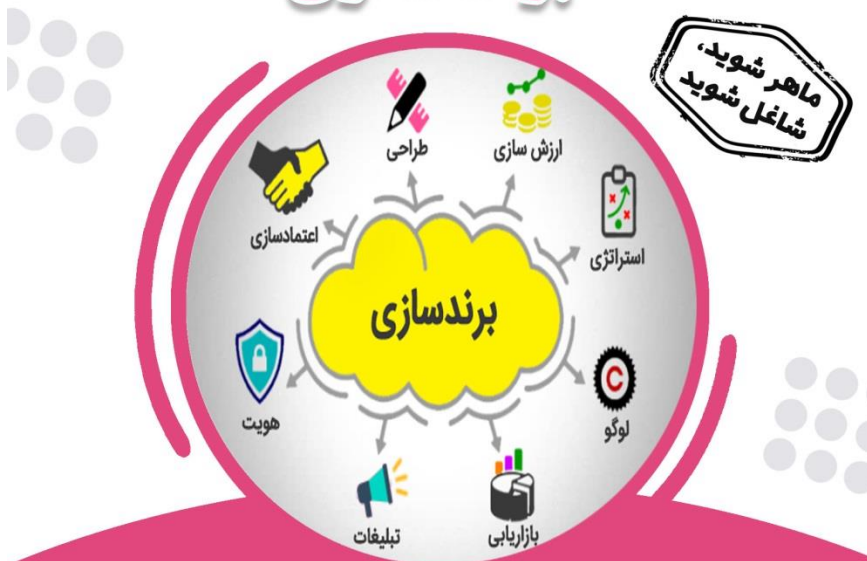 ماهر شوید،
شاغل شوید
ارزش سازی
طراحی
استراتژی
اعتمادسازی
برندسازی
لوگو
هویت
بازاریابی
تبلیغات